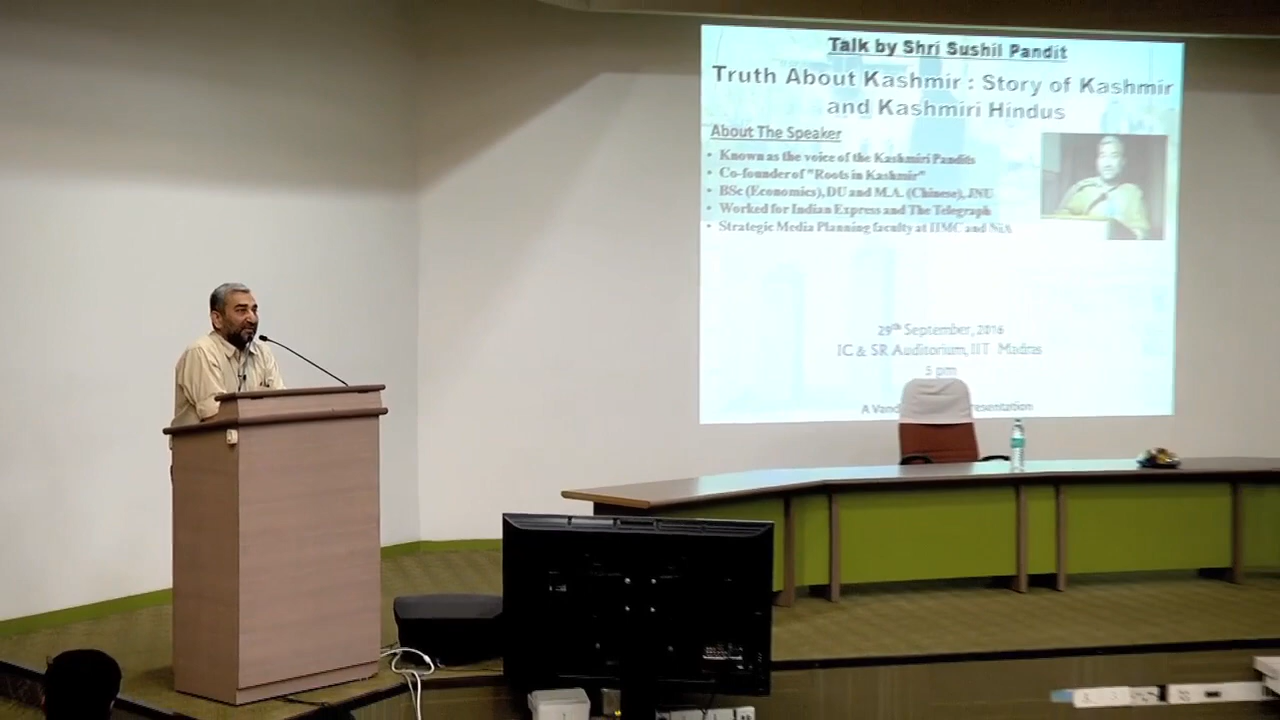 Talk by Shri Sushil Pandit
Truth About Kashmir : Story of Kashmir
and Kashmiri Hindus
About The Speaker
• Known as the voice of the Kashmiri Pandits
• Co-founder of "Roots in Kashmir"
• BSc (Economics), DU and M.A. (Chinese), JNU
• Worked for Indian Express and The Telegraph
• Strategic Media Planning faculty at IIMC and
29th September, 2016
IC & SR Auditorium, IIT Madras
5 pm
A